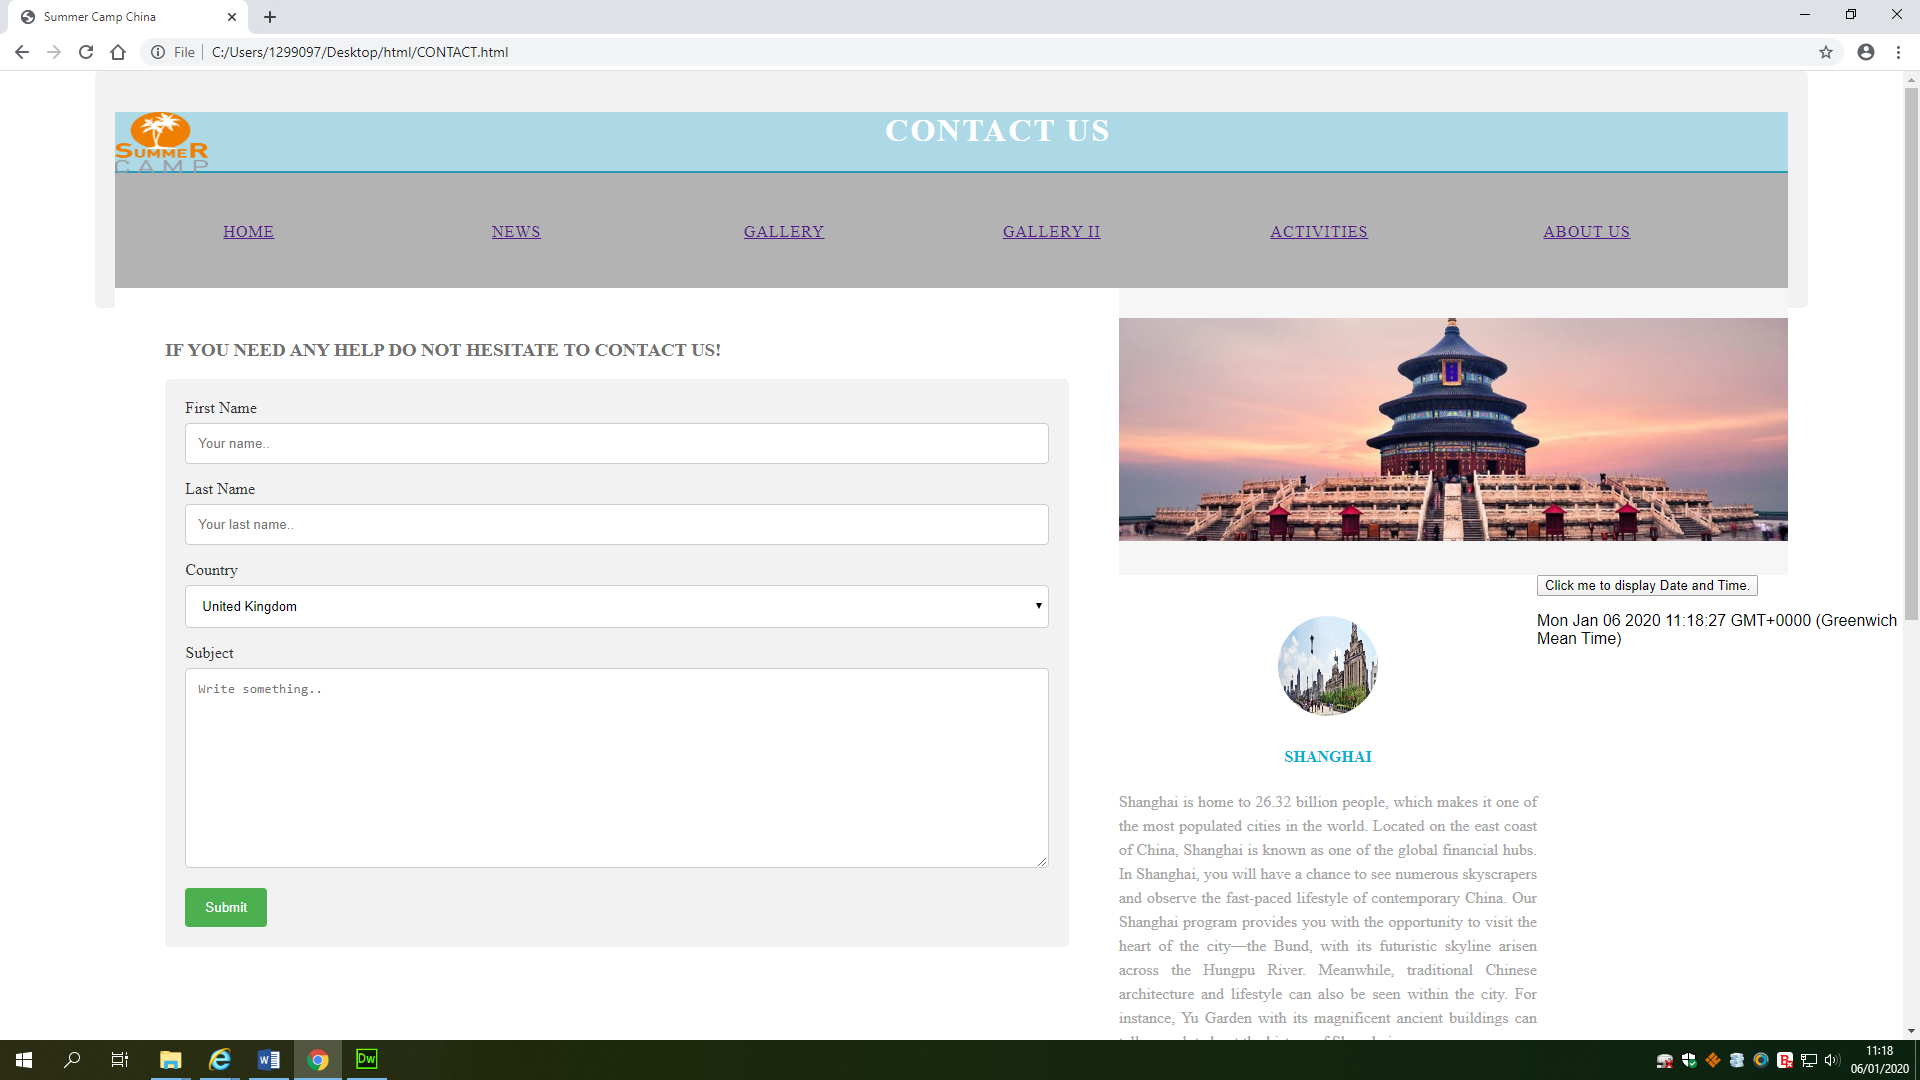 Summer Camp China
File
C:/Users/1299097/Desktop/html/CONTACT.html
SUMMER
CAMP
CONTACT US
HOME
NEWS
GALLERY
GALLERY II
ACTIVITIES
ABOUT US
IF YOU NEED ANY HELP DO NOT HESITATE TO CONTACT US!
First Name
Your name..
Last Name
Your last name..
Country
United Kingdom
Subject
Write something..
Submit
Click me to display Date and Time.
Mon Jan 06 2020 11:18:27 GMT+0000 (Greenwich
Mean Time)
SHANGHAI
Shanghai is home to 26.32 billion people, which makes it one of
the most populated cities in the world. Located on the east coast
of China, Shanghai is known as one of the global financial hubs.
In Shanghai, you will have a chance to see numerous skyscrapers
and observe the fast-paced lifestyle of contemporary China. Our
Shanghai program provides you with the opportunity to visit the
heart of the city—the Bund, with its futuristic skyline arisen
across the Hungpu River. Meanwhile, traditional Chinese
architecture and lifestyle can also be seen within the city. For
instance, Yu Garden with its magnificent ancient buildings can
Dw
11:18
06/01/2020